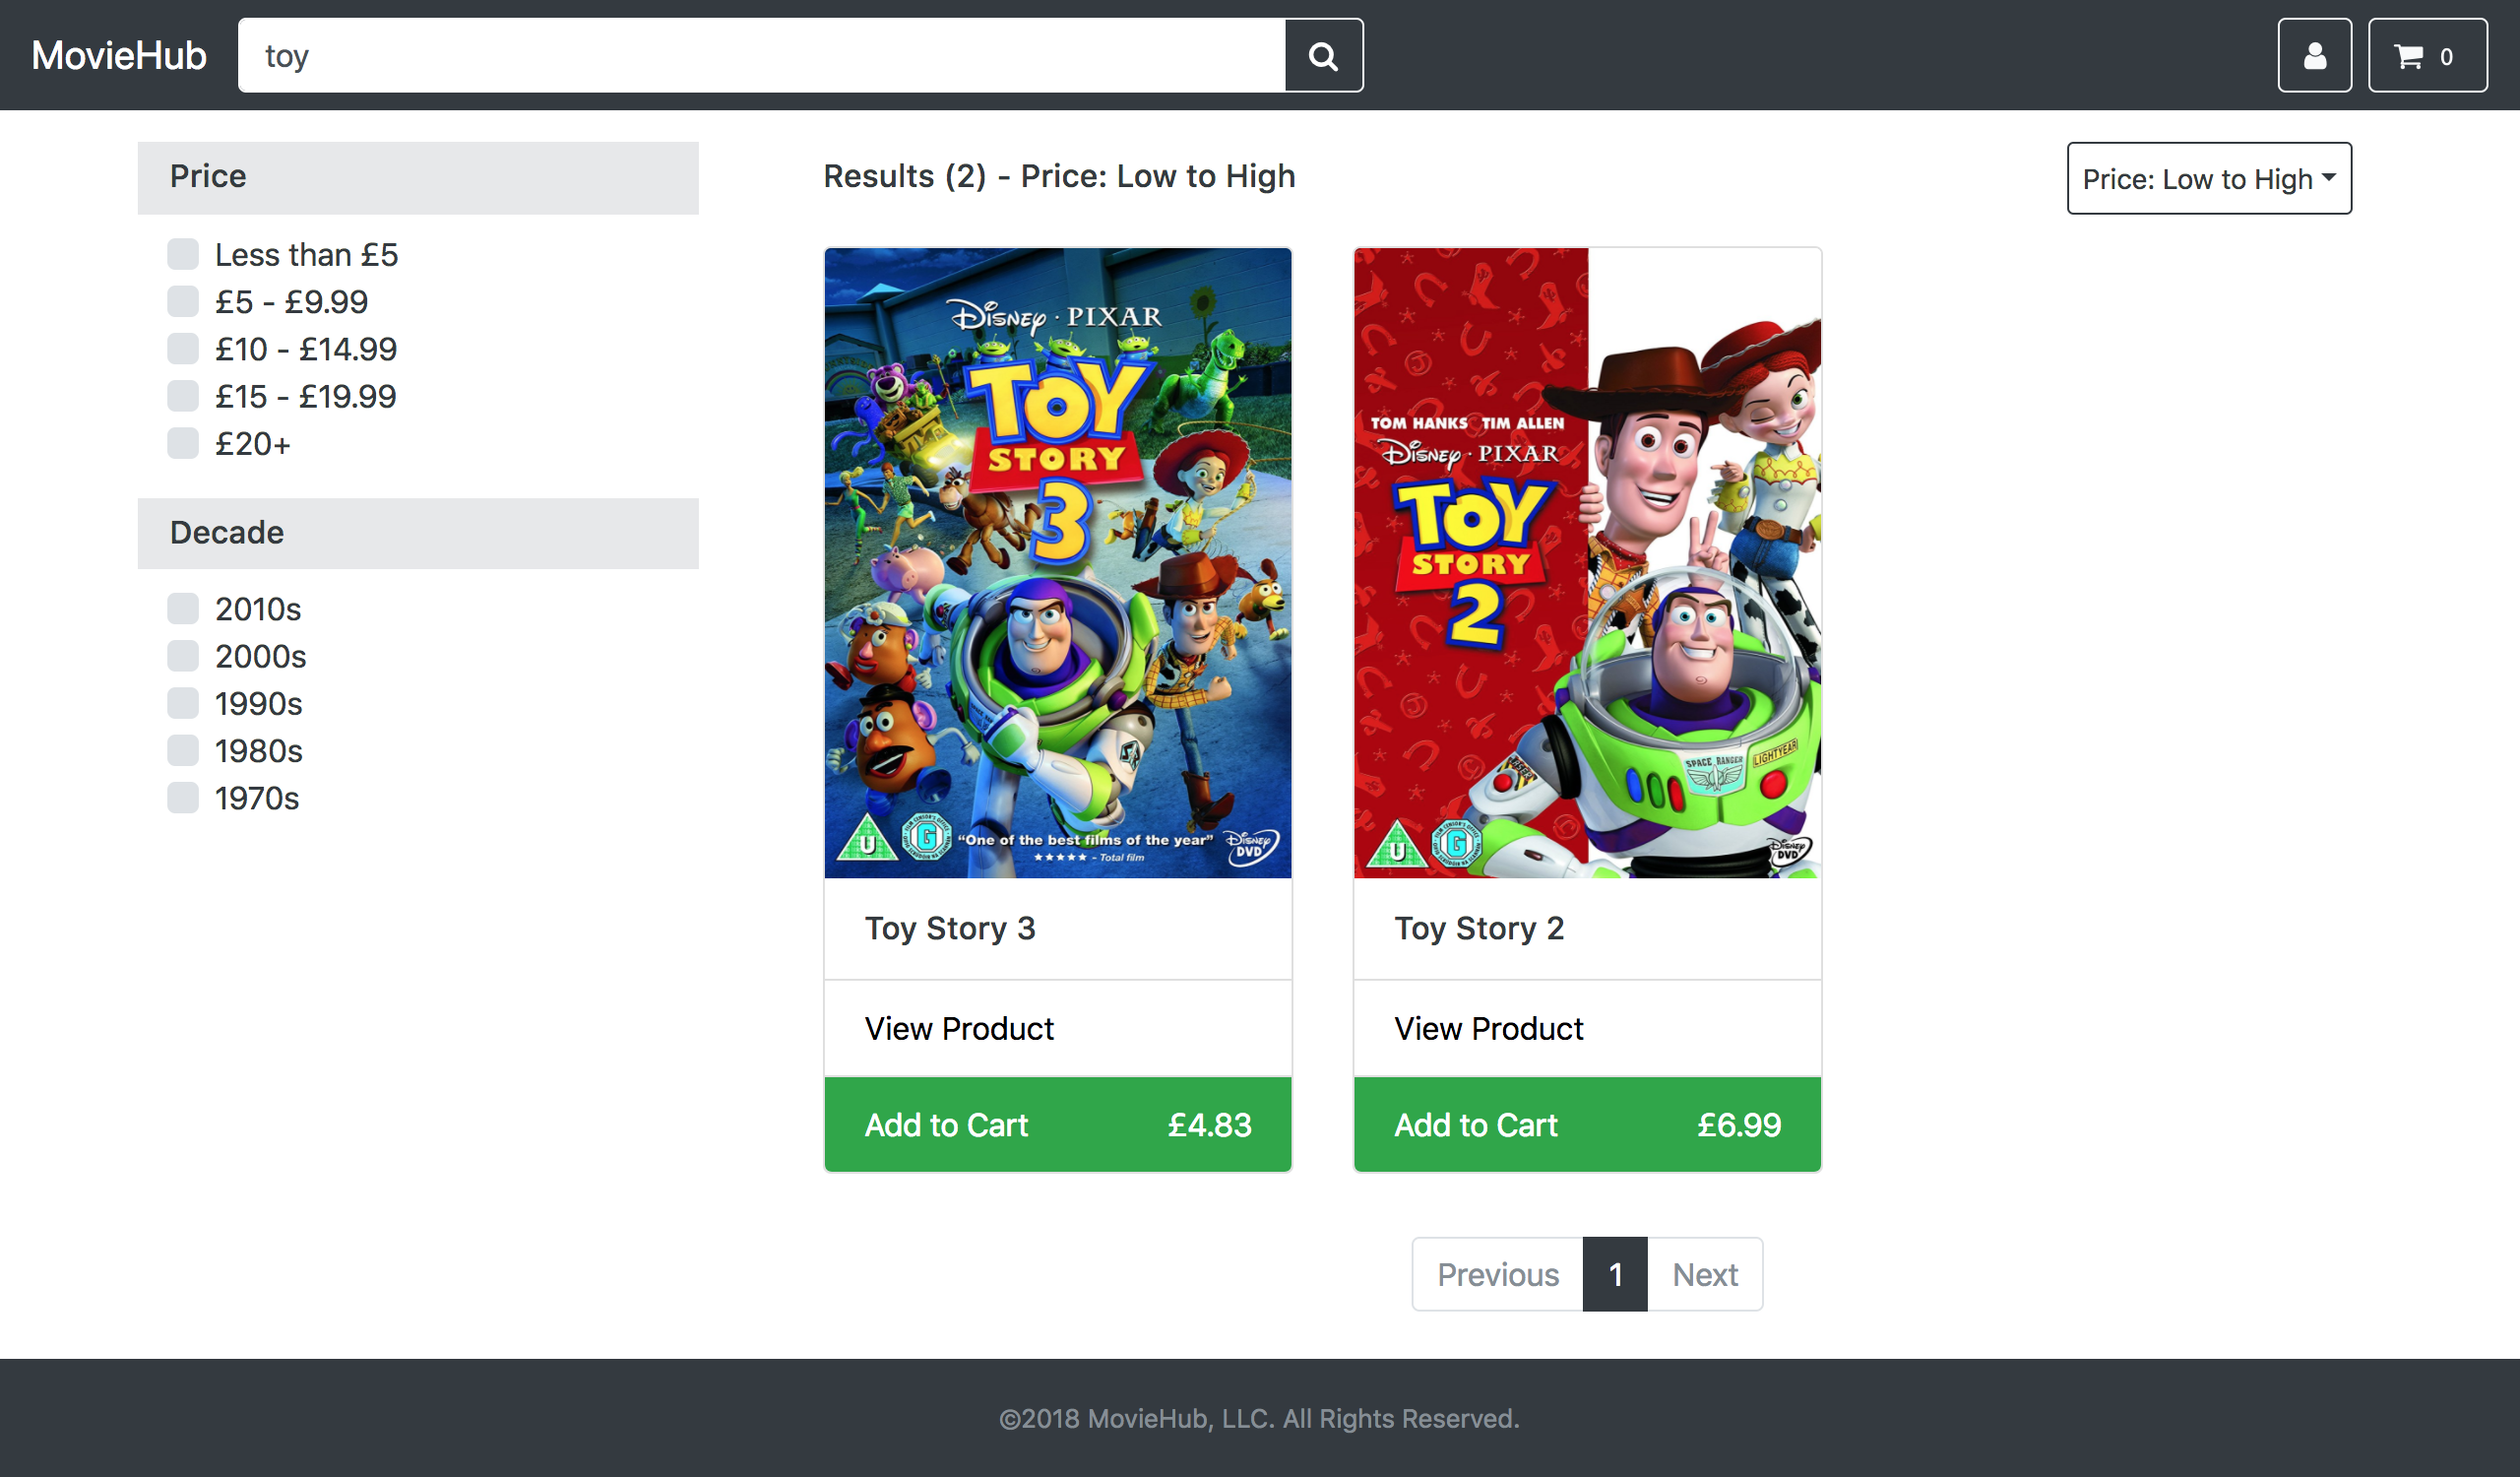 MovieHub
toy
0
Price
Less than £5
£5 - £9.99
£10 - £14.99
£15 - £19.99
£20+
Decade
2010s
2000s
1990s
1980s
1970s
Results (2) - Price: Low to High
Price: Low to High
Disney · PIXAR
TOY
STORY
3
U
G
“One of the best films of the year”
★★★★★ - Total film
Disney
DVD
TOM HANKS TIM ALLEN
Disney · PIXAR
TOY
STORY
2
LASER
SPACE RANGER
LIGHTYEAR
U
G
Disney
DVD
Toy Story 3
View Product
Add to Cart £4.83
Toy Story 2
View Product
Add to Cart £6.99
Previous 1 Next
©2018 MovieHub, LLC. All Rights Reserved.